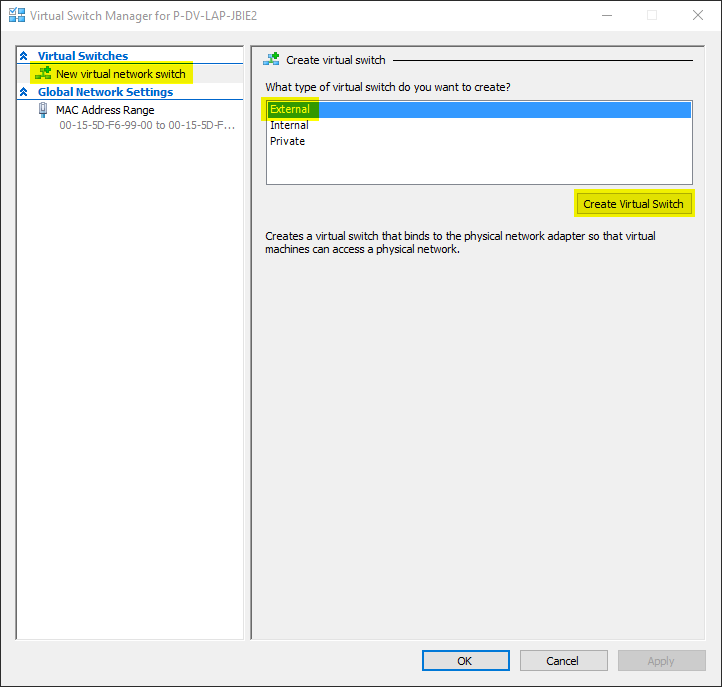 Virtual Switch Manager for P-DV-LAP-JBIE2
Virtual Switches
New virtual network switch
Global Network Settings
MAC Address Range
00-15-5D-F6-99-00 to 00-15-5D-F...
Create virtual switch
What type of virtual switch do you want to create?
External
Internal
Private
Create Virtual Switch
Creates a virtual switch that binds to the physical network adapter so that virtual
machines can access a physical network.
OK
Cancel
Apply